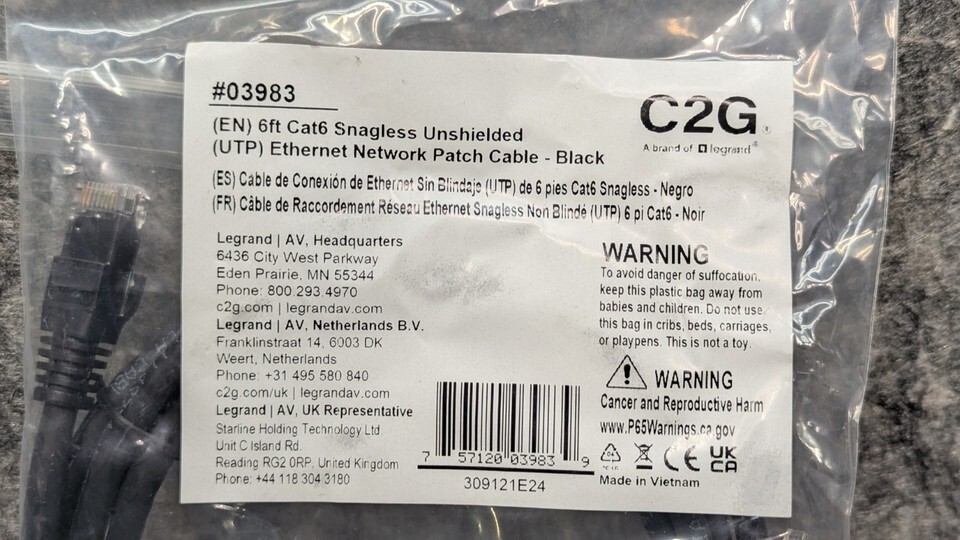 #03983
C2G®
A brand of legrand®
(EN) 6ft Cat6 Snagless Unshielded
(UTP) Ethernet Network Patch Cable - Black
(ES) Cable de Conexión de Ethernet Sin Blindaje (UTP) de 6 pies Cat6 Snagless - Negro
(FR) Câble de Raccordement Réseau Ethernet Snagless Non Blindé (UTP) 6 pi Cat6 - Noir
Legrand | AV, Headquarters
6436 City West Parkway
Eden Prairie, MN 55344
Phone: 800.293.4970
c2g.com | legrandav.com
Legrand | AV, Netherlands B.V.
Franklinstraat 14, 6003 DK
Weert, Netherlands
Phone: +31 495 580 840
c2g.com/uk | legrandav.com
Legrand | AV, UK Representative
Starline Holding Technology Ltd.
Unit C Island Rd.
Reading RG2 0RP, United Kingdom
Phone: +44 118 304 3180
7 57120 03983 9
309121E24
WARNING
To avoid danger of suffocation,
keep this plastic bag away from
babies and children. Do not use
this bag in cribs, beds, carriages,
or playpens. This is not a toy.
WARNING
Cancer and Reproductive Harm
www.P65Warnings.ca.gov
CE
UK
CA
Made in Vietnam